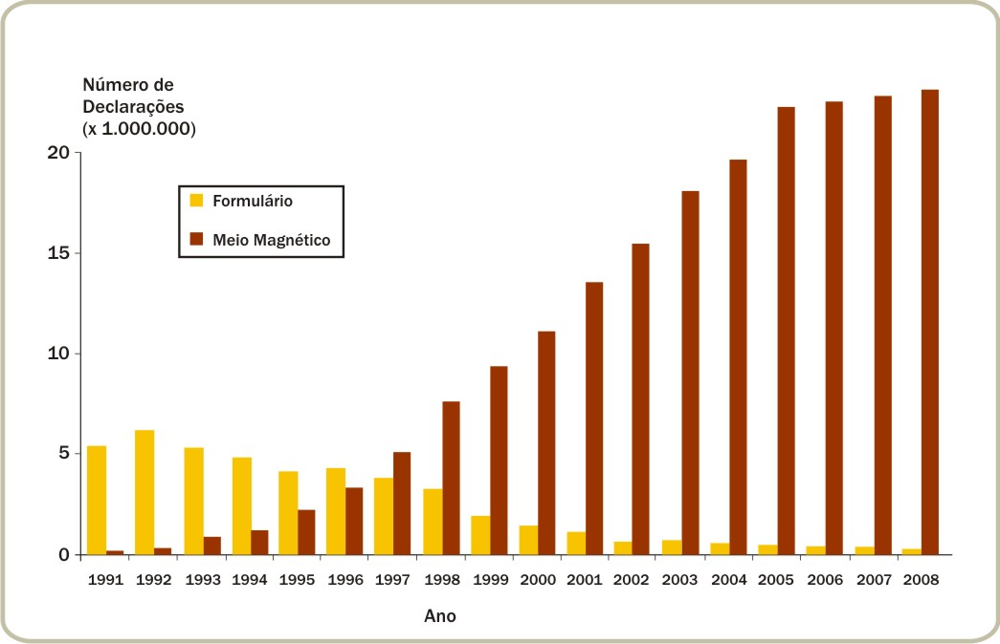 Número de
Declarações
(x 1.000.000)
20
Formulário
Meio Magnético
15
10
5
0
1991 1992 1993 1994 1995 1996 1997 1998 1999 2000 2001 2002 2003 2004 2005 2006 2007 2008
Ano